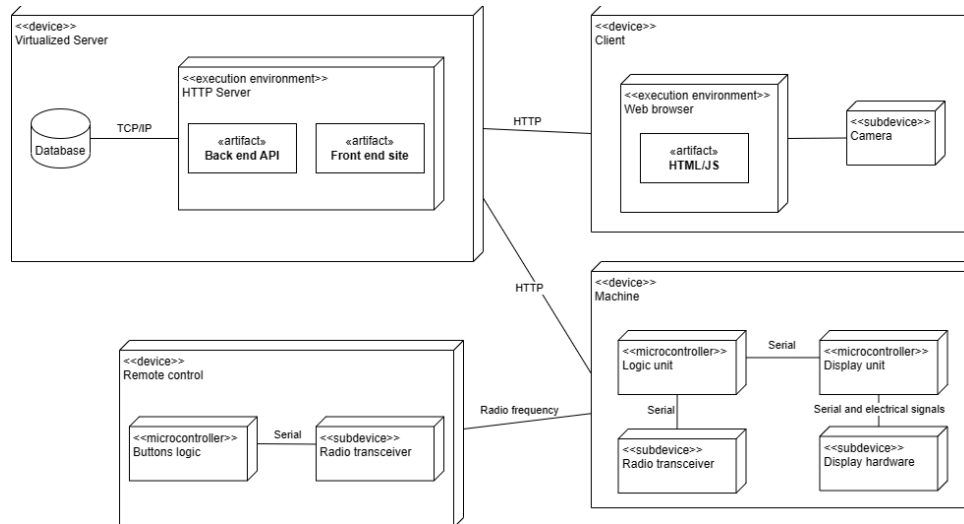 <<device>>
Virtualized Server
<<execution environment>>
HTTP Server
Database
TCP/IP
«artifact»
Back end API
«artifact»
Front end site
HTTP
<<device>>
Client
<<execution environment>>
Web browser
«artifact»
HTML/JS
<<subdevice>>
Camera
HTTP
<<device>>
Machine
<<microcontroller>>
Logic unit
Serial
<<microcontroller>>
Display unit
Serial
Serial and electrical signals
<<subdevice>>
Radio transceiver
<<subdevice>>
Display hardware
Radio frequency
<<device>>
Remote control
<<microcontroller>>
Buttons logic
Serial
<<subdevice>>
Radio transceiver